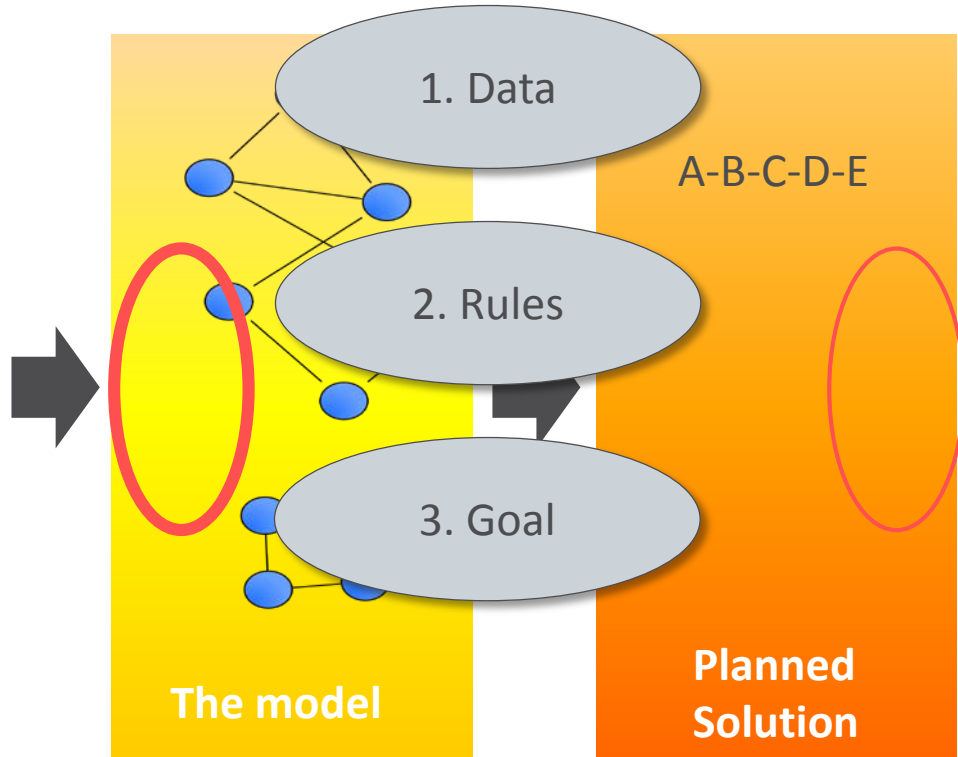 1. Data
A-B-C-D-E
2. Rules
3. Goal
The model
Planned
Solution